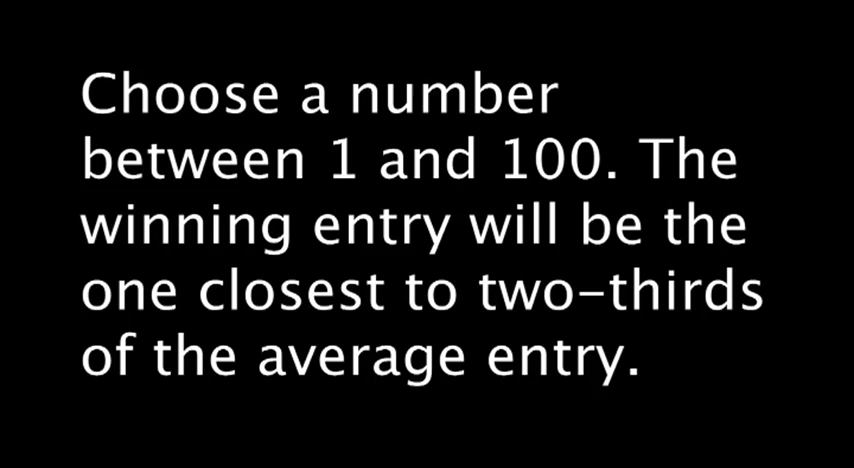 Choose a number
between 1 and 100. The
winning entry will be the
one closest to two-thirds
of the average entry.